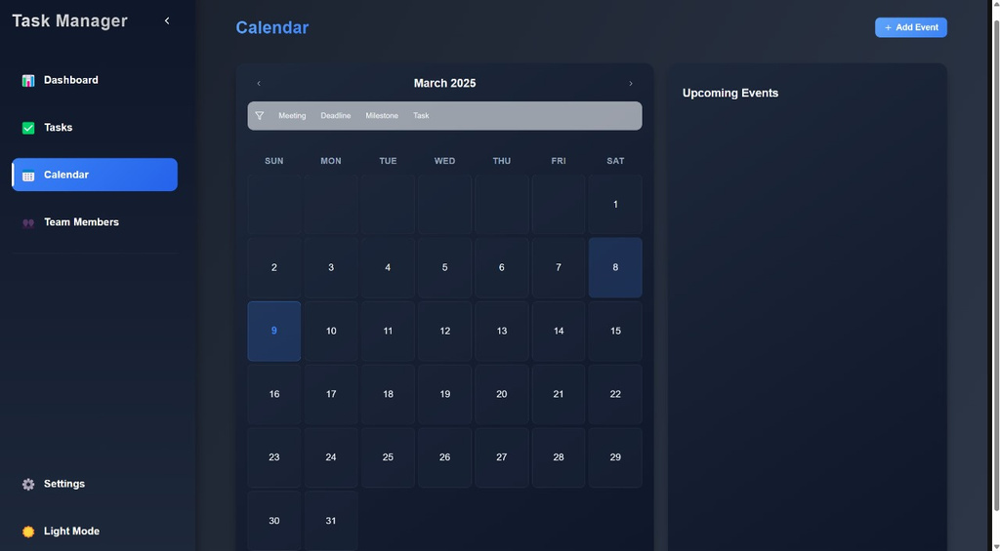 Task Manager
Dashboard
Tasks
Calendar
Team Members
Settings
Light Mode
Calendar
+ Add Event
‹ March 2025 ›
Meeting Deadline Milestone Task
SUN MON TUE WED THU FRI SAT
1
2 3 4 5 6 7 8
9 10 11 12 13 14 15
16 17 18 19 20 21 22
23 24 25 26 27 28 29
30 31
Upcoming Events